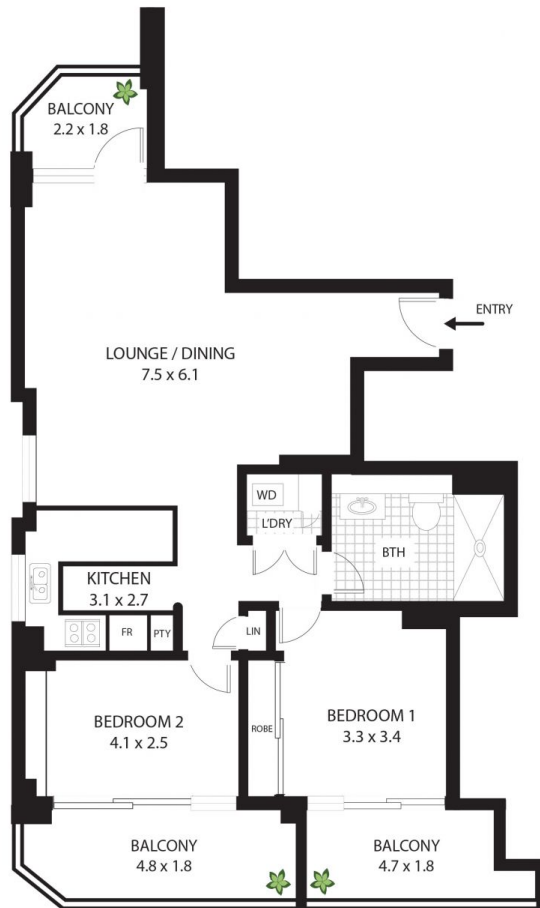 BALCONY
2.2 x 1.8
ENTRY
LOUNGE / DINING
7.5 x 6.1
WD
L'DRY
BTH
KITCHEN
3.1 x 2.7
FR
PTY
LIN
BEDROOM 2
4.1 x 2.5
ROBE
BEDROOM 1
3.3 x 3.4
BALCONY
4.8 x 1.8
BALCONY
4.7 x 1.8